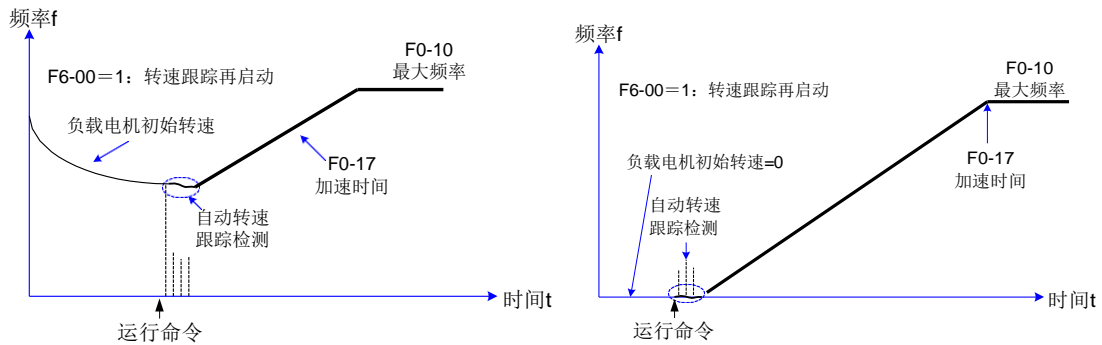 频率f
F6-00＝1：转速跟踪再启动
F0-10
最大频率
负载电机初始转速
F0-17
加速时间
自动转速
跟踪检测
时间t
运行命令
频率f
F6-00＝1：转速跟踪再启动
F0-10
最大频率
负载电机初始转速=0
F0-17
加速时间
自动转速
跟踪检测
时间t
运行命令